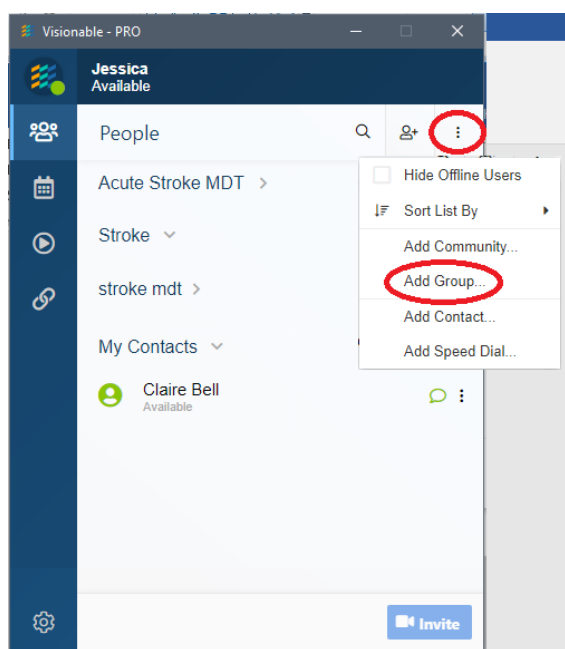 Visionable - PRO
Jessica
Available
People
Hide Offline Users
Sort List By
Add Community...
Add Group...
Add Contact...
Add Speed Dial...
Acute Stroke MDT
Stroke
stroke mdt
My Contacts
Claire Bell
Available
Invite